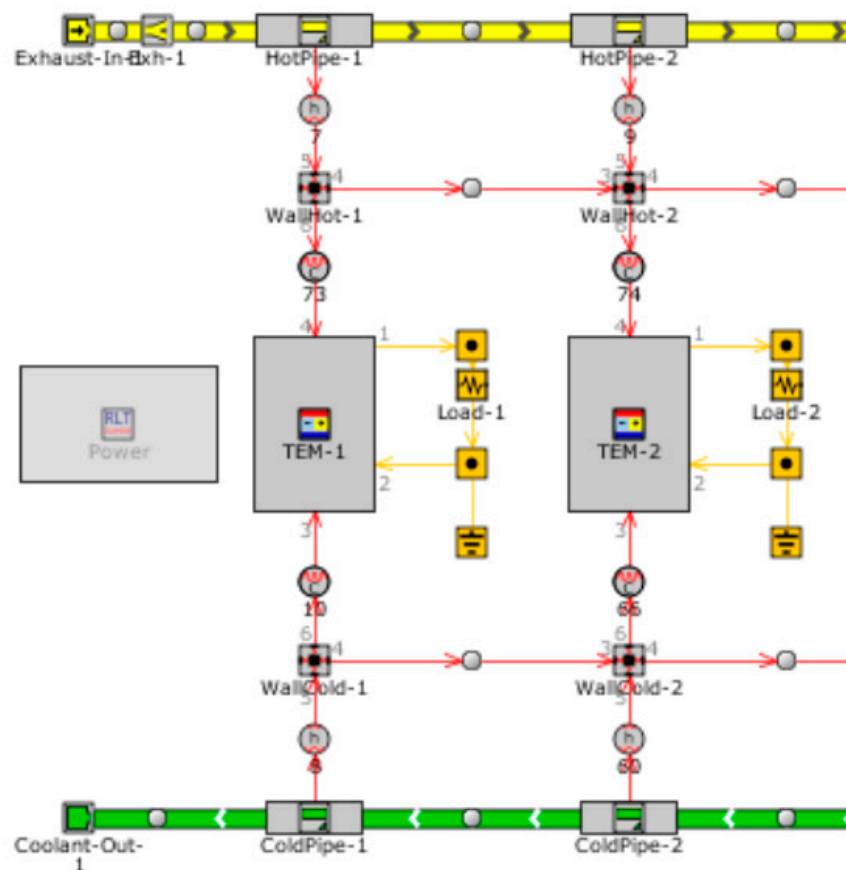 Exhaust-In-1
Exh-1
HotPipe-1
HotPipe-2
h
h
7
9
5
4
3
5
4
WallHot-1
WallHot-2
6
6
C
C
73
74
4
4
1
1
RLT
Power
Load-1
Load-2
TEM-1
TEM-2
2
2
3
3
C
C
10
66
6
4
3
6
4
WallCold-1
WallCold-2
5
5
h
h
8
60
Coolant-Out-
1
ColdPipe-1
ColdPipe-2